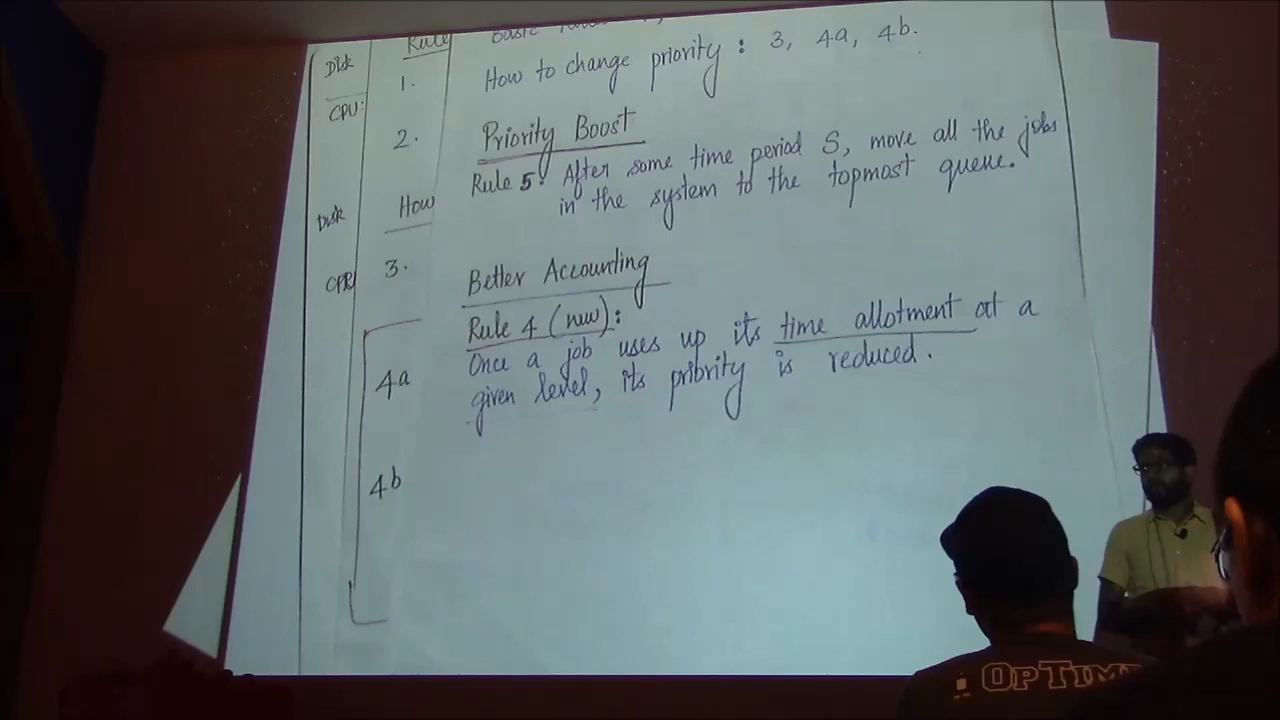 Disk
CPU:
Disk
CPU
Rule
1.
2.
How
3.
4a
4b
Basic
How to change priority : 3, 4a, 4b.
Priority Boost
Rule 5: After some time period S, move all the jobs
in the system to the topmost queue.
Better Accounting
Rule 4 (new):
Once a job uses up its time allotment at a
given level, its priority is reduced.
OPTIM